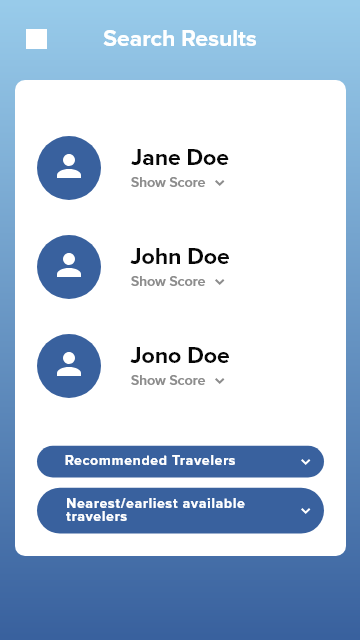 Search Results
Jane Doe
Show Score
John Doe
Show Score
Jono Doe
Show Score
Recommended Travelers
Nearest/earliest available
travelers